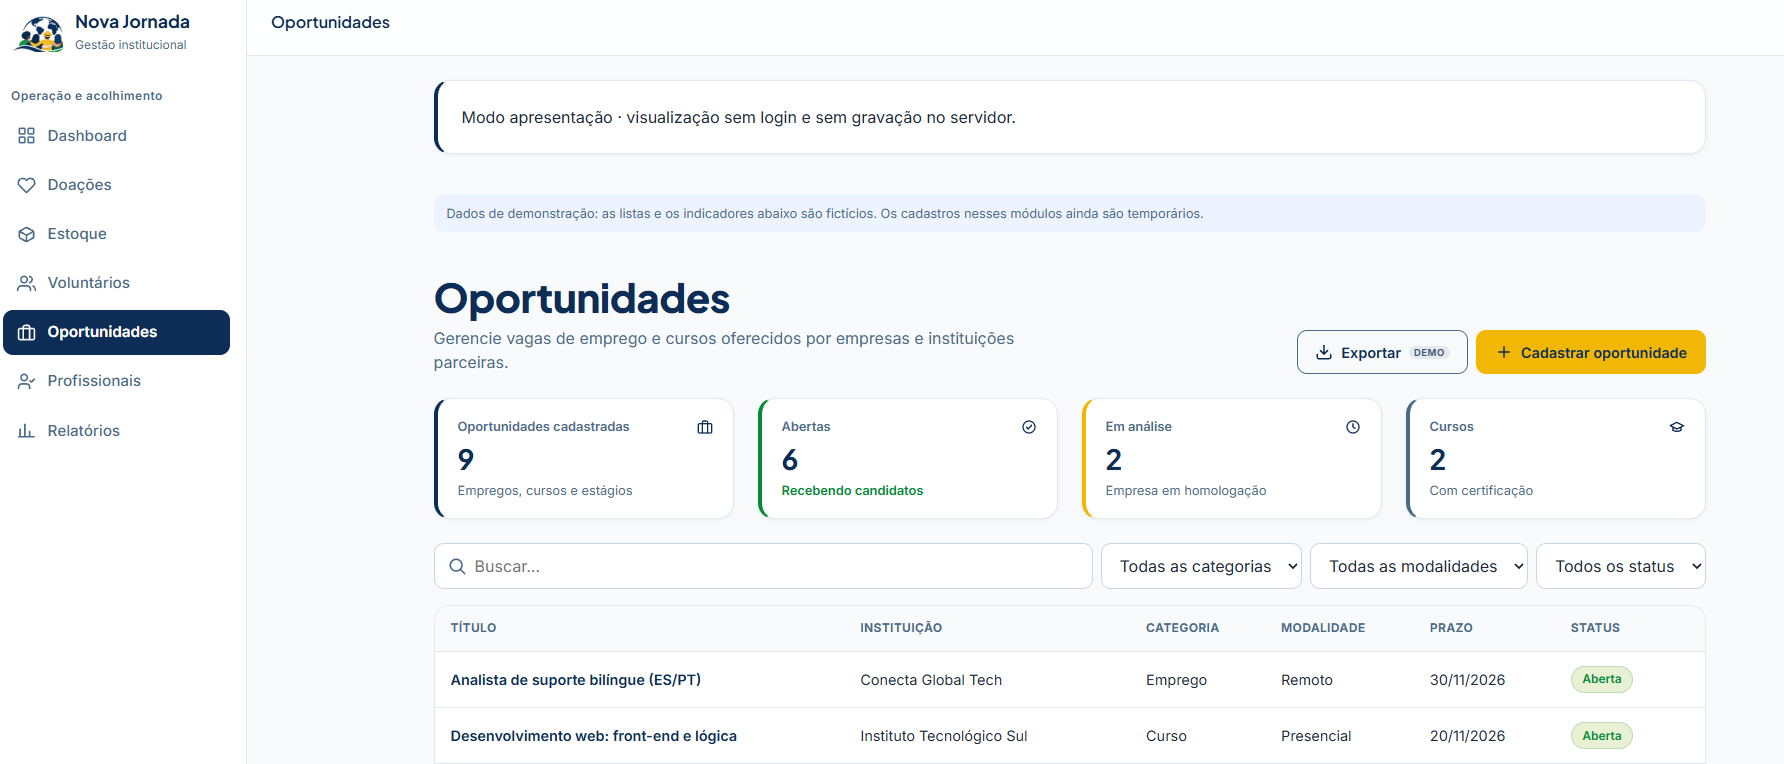 Nova Jornada
Gestão institucional
Operação e acolhimento
Dashboard
Doações
Estoque
Voluntários
Oportunidades
Profissionais
Relatórios
Oportunidades
Modo apresentação · visualização sem login e sem gravação no servidor.
Dados de demonstração: as listas e os indicadores abaixo são fictícios. Os cadastros nesses módulos ainda são temporários.
Oportunidades
Gerencie vagas de emprego e cursos oferecidos por empresas e instituições
parceiras.
Exportar DEMO
Cadastrar oportunidade
Oportunidades cadastradas
9
Empregos, cursos e estágios
Abertas
6
Recebendo candidatos
Em análise
2
Empresa em homologação
Cursos
2
Com certificação
Buscar...
Todas as categorias
Todas as modalidades
Todos os status
TÍTULO INSTITUIÇÃO CATEGORIA MODALIDADE PRAZO STATUS
Analista de suporte bilíngue (ES/PT) Conecta Global Tech Emprego Remoto 30/11/2026 Aberta
Desenvolvimento web: front-end e lógica Instituto Tecnológico Sul Curso Presencial 20/11/2026 Aberta